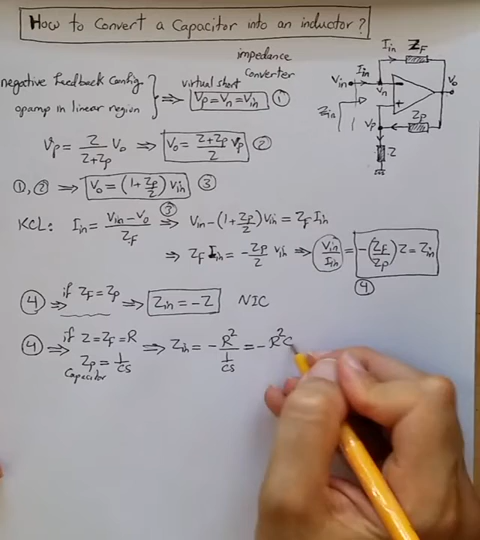 How to Convert a Capacitor into an inductor?
impedance
converter
negative feedback config.
opamp in linear region } ⇒ virtual short Vp = Vn = Vin ①
Vp = Z/(Z+Zp) Vo ⇒ Vo = (Z+Zp)/Z Vp ②
①,② ⇒ Vo = (1 + Zp/Z) Vin ③
KCL: Iin = (Vin - Vo)/ZF ③⇒ Vin - (1 + Zp/Z) Vin = ZF Iin
⇒ ZF Iin = - Zp/Z Vin ⇒ Vin/Iin = -(ZF/Zp) Z = Zin
④
④ ⇒ if ZF = Zp ⇒ Zin = -Z NIC
④ ⇒ if Z = ZF = R
Zp = 1/CS ⇒ Zin = - R²/(1/CS) = - R²C
Capacitor
Iin ZF
Vin Iin
Vn - Vo
Zin +
Vp Zp
Z